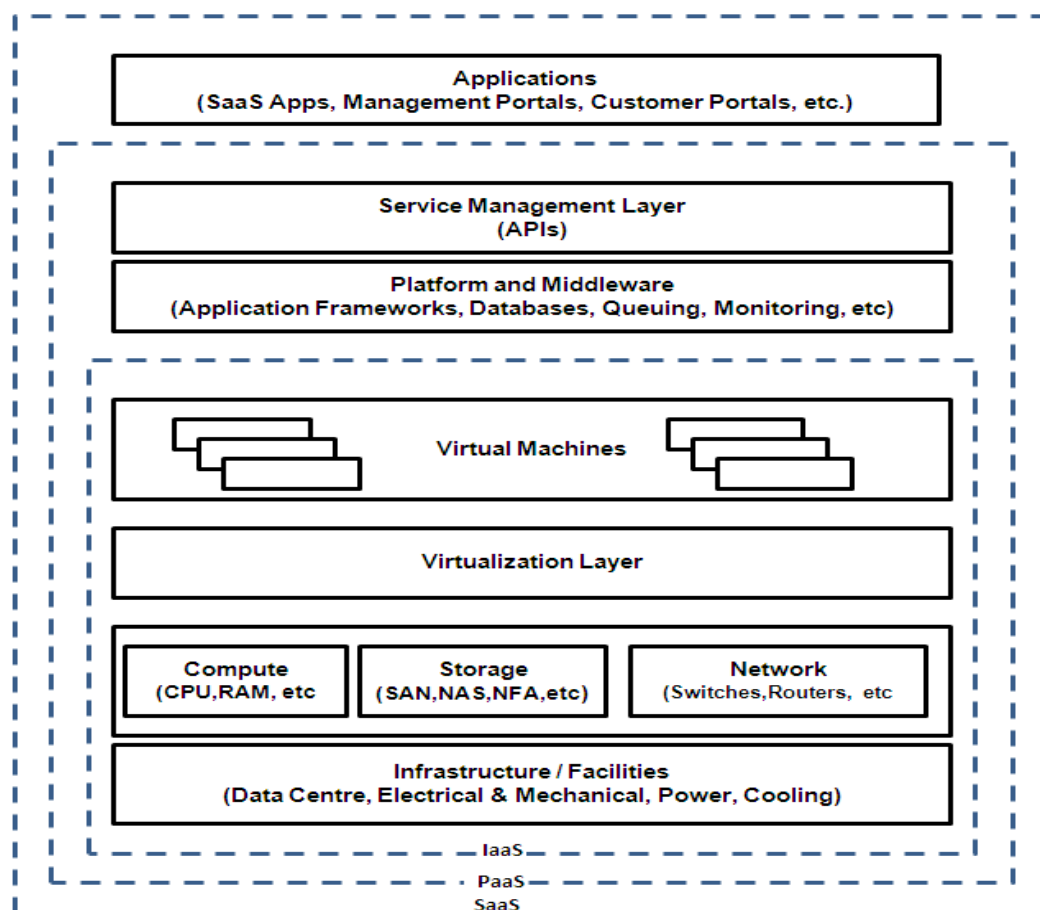 Applications
(SaaS Apps, Management Portals, Customer Portals, etc.)
Service Management Layer
(APIs)
Platform and Middleware
(Application Frameworks, Databases, Queuing, Monitoring, etc)
Virtual Machines
Virtualization Layer
Compute
(CPU,RAM, etc
Storage
(SAN,NAS,NFA,etc)
Network
(Switches,Routers, etc
Infrastructure / Facilities
(Data Centre, Electrical & Mechanical, Power, Cooling)
IaaS
PaaS
SaaS